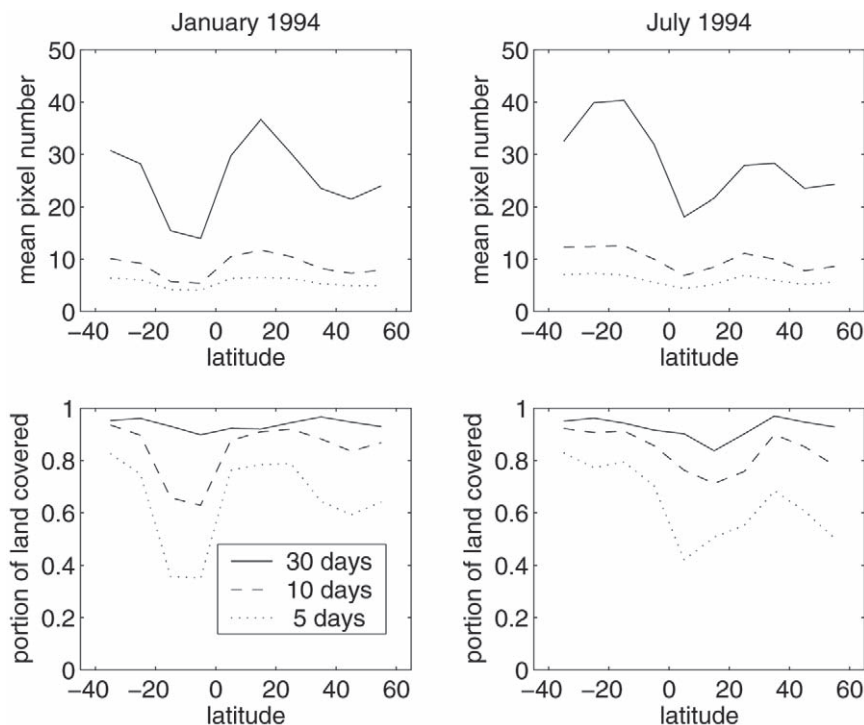 January 1994
July 1994
mean pixel number
50
40
30
20
10
0
−40 −20 0 20 40 60
latitude
mean pixel number
50
40
30
20
10
0
−40 −20 0 20 40 60
latitude
portion of land covered
1
0.8
0.6
0.4
0.2
0
30 days
10 days
5 days
−40 −20 0 20 40 60
latitude
portion of land covered
1
0.8
0.6
0.4
0.2
0
−40 −20 0 20 40 60
latitude